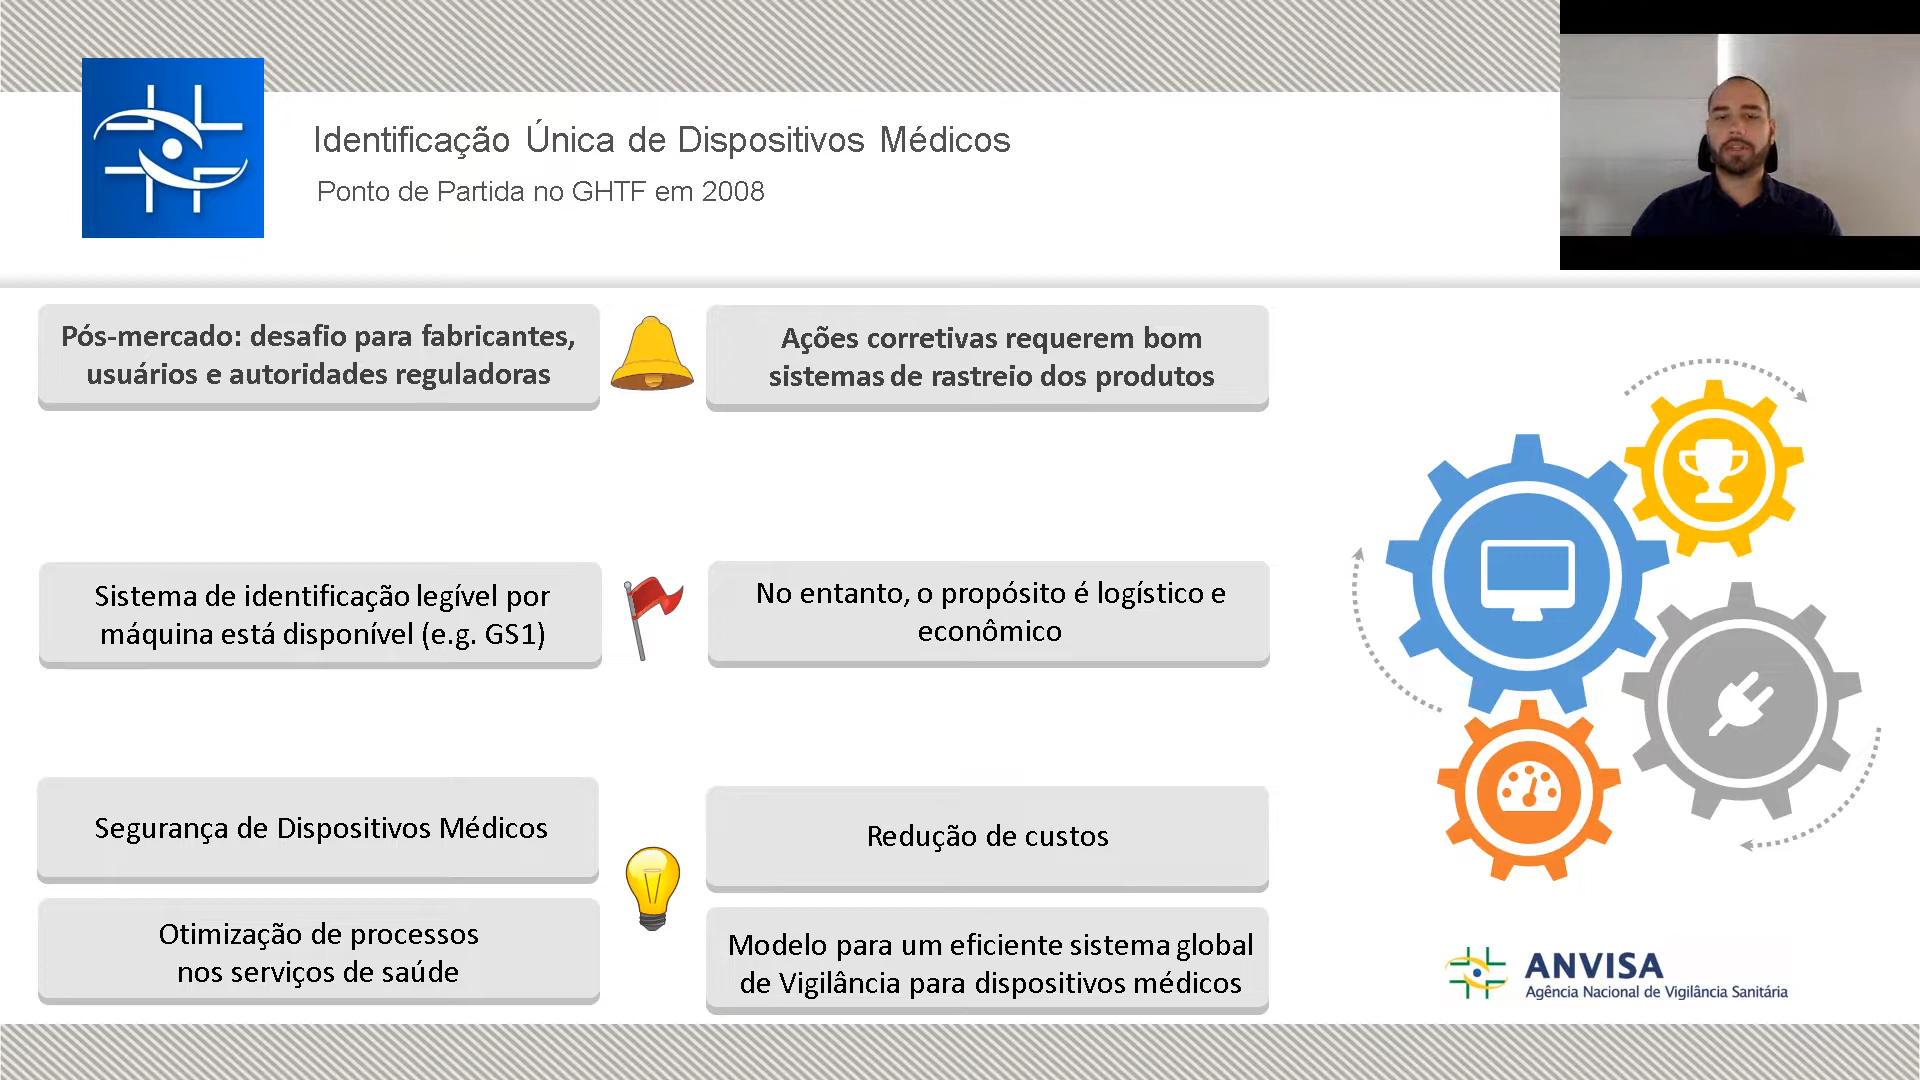 Identificação Única de Dispositivos Médicos
Ponto de Partida no GHTF em 2008
Pós-mercado: desafio para fabricantes,
usuários e autoridades reguladoras
Ações corretivas requerem bom
sistemas de rastreio dos produtos
Sistema de identificação legível por
máquina está disponível (e.g. GS1)
No entanto, o propósito é logístico e
econômico
Segurança de Dispositivos Médicos
Redução de custos
Otimização de processos
nos serviços de saúde
Modelo para um eficiente sistema global
de Vigilância para dispositivos médicos
ANVISA
Agência Nacional de Vigilância Sanitária